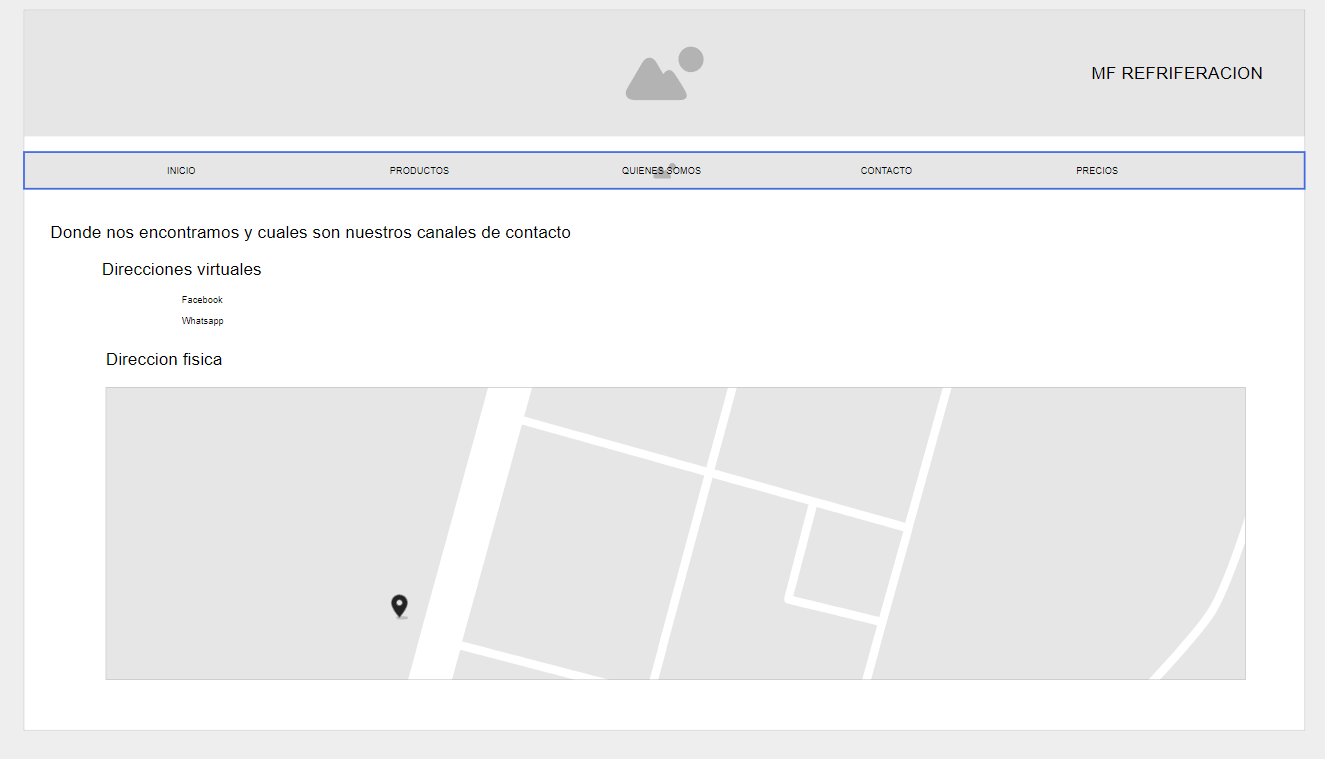 MF REFRIFERACION
INICIO PRODUCTOS QUIENES SOMOS CONTACTO PRECIOS
Donde nos encontramos y cuales son nuestros canales de contacto
Direcciones virtuales
Facebook
Whatsapp
Direccion fisica